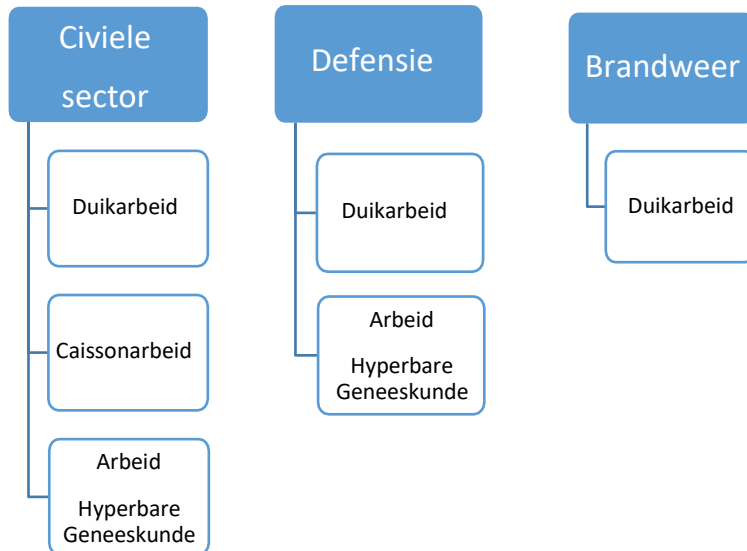 Civiele
sector
Duikarbeid
Caissonarbeid
Arbeid
Hyperbare
Geneeskunde
Defensie
Duikarbeid
Arbeid
Hyperbare
Geneeskunde
Brandweer
Duikarbeid